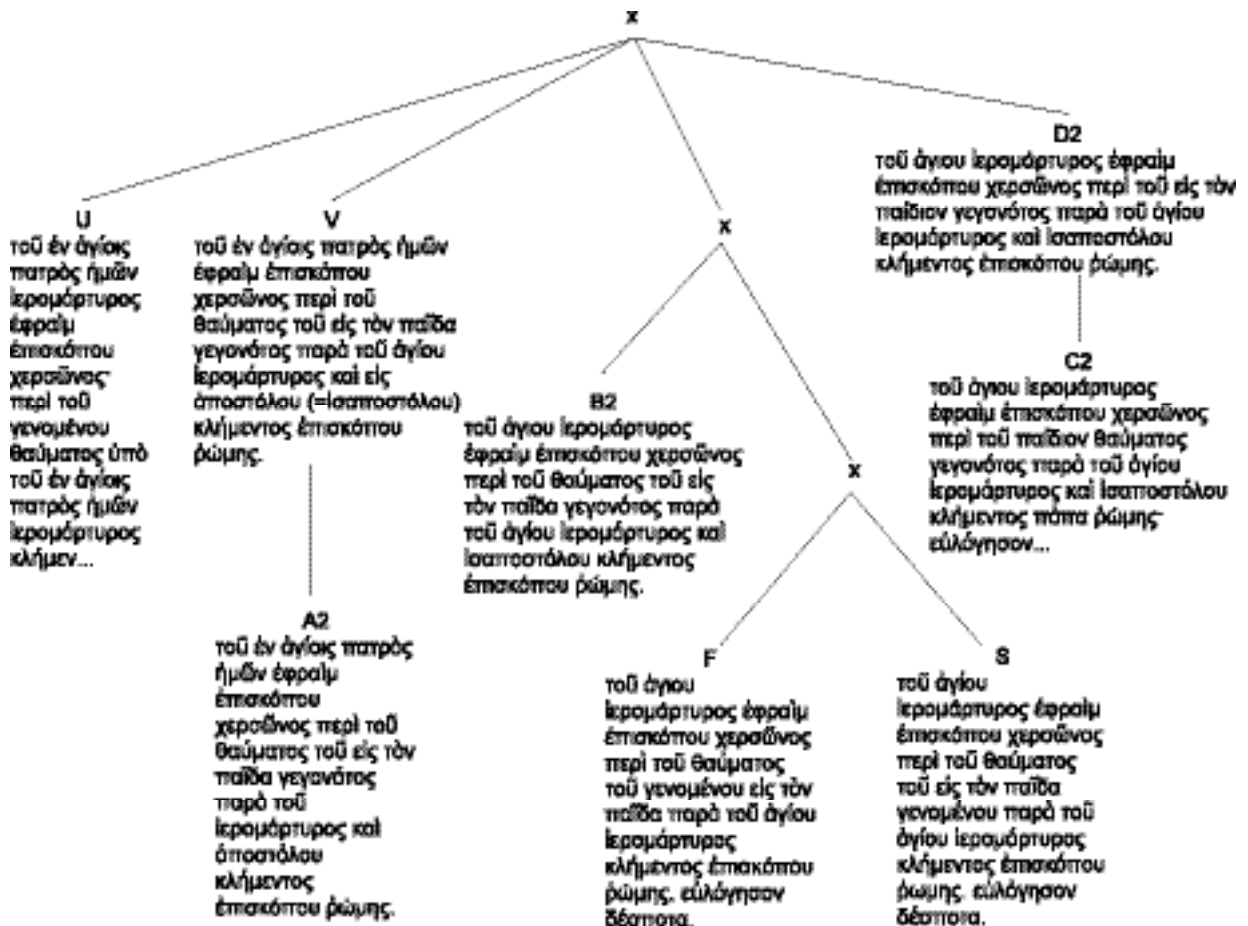 x
U
τοῦ ἐν ἁγίοις
πατρὸς ἡμῶν
ἱερομάρτυρος
ἐφραὶμ
ἐπισκόπου
χερσῶνος·
περὶ τοῦ
γενομένου
θαύματος ὑπὸ
τοῦ ἐν ἁγίοις
πατρὸς ἡμῶν
ἱερομάρτυρος
κλήμεν...
V
τοῦ ἐν ἁγίοις πατρὸς ἡμῶν
ἐφραὶμ ἐπισκόπου
χερσῶνος περὶ τοῦ
θαύματος τοῦ εἰς τὸν παῖδα
γεγονότος παρὰ τοῦ ἁγίου
ἱερομάρτυρος καὶ εἰς
ἀποστόλου (=ἰσαποστόλου)
κλήμεντος ἐπισκόπου
ῥώμης.
A2
τοῦ ἐν ἁγίοις πατρὸς
ἡμῶν ἐφραὶμ
ἐπισκόπου
χερσῶνος περὶ τοῦ
θαύματος τοῦ εἰς τὸν
παῖδα γεγονότος
παρὰ τοῦ
ἱερομάρτυρος καὶ
ἀποστόλου
κλήμεντος
ἐπισκόπου ῥώμης.
x
B2
τοῦ ἁγιου ἱερομάρτυρος
ἐφραὶμ ἐπισκόπου χερσῶνος
περὶ τοῦ θαύματος τοῦ εἰς
τὸν παῖδα γεγονότος παρὰ
τοῦ ἁγίου ἱερομάρτυρος καὶ
ἰσαποστόλου κλήμεντος
ἐπισκόπου ῥώμης.
x
F
τοῦ ἁγιου
ἱερομάρτυρος ἐφραὶμ
ἐπισκόπου χερσῶνος
περὶ τοῦ θαύματος
τοῦ γενομένου εἰς τὸν
παῖδα παρὰ τοῦ ἁγίου
ἱερομάρτυρος
κλήμεντος ἐπισκόπου
ῥώμης. εὐλόγησον
δέσποτα.
S
τοῦ ἁγίου
ἱερομάρτυρος ἐφραὶμ
ἐπισκόπου χερσῶνος
περὶ τοῦ θαύματος
τοῦ εἰς τὸν παῖδα
γενομένου παρὰ τοῦ
ἁγίου ἱερομάρτυρος
κλήμεντος ἐπισκόπου
ῥωμης. εὐλόγησον
δέσποτα.
D2
τοῦ ἁγιου ἱερομάρτυρος ἐφραὶμ
ἐπισκόπου χερσῶνος περὶ τοῦ εἰς τὸν
παίδιον γεγονότος παρὰ τοῦ ἁγίου
ἱερομάρτυρος καὶ ἰσαποστόλου
κλήμεντος ἐπισκόπου ῥώμης.
C2
τοῦ ἁγιου ἱερομάρτυρος
ἐφραὶμ ἐπισκόπου χερσῶνος
περὶ τοῦ παίδιον θαύματος
γεγονότος παρὰ τοῦ ἁγίου
ἱερομάρτυρος καὶ ἰσαποστόλου
κλήμεντος πάπα ῥώμης·
εὐλόγησον...